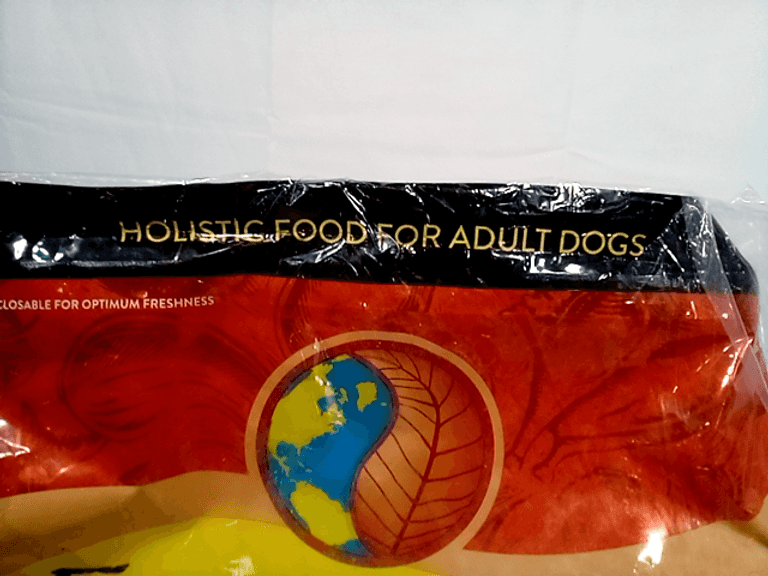 HOLISTIC FOOD FOR ADULT DOGS
CLOSABLE FOR OPTIMUM FRESHNESS